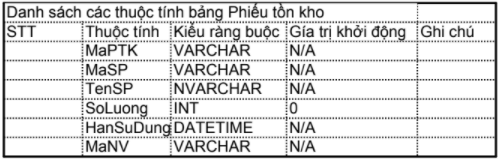 Danh sách các thuộc tính bảng Phiếu tồn kho
STT Thuộc tính Kiểu ràng buộc Gía trị khởi động Ghi chú
MaPTK VARCHAR N/A
MaSP VARCHAR N/A
TenSP NVARCHAR N/A
SoLuong INT 0
HanSuDung DATETIME N/A
MaNV VARCHAR N/A